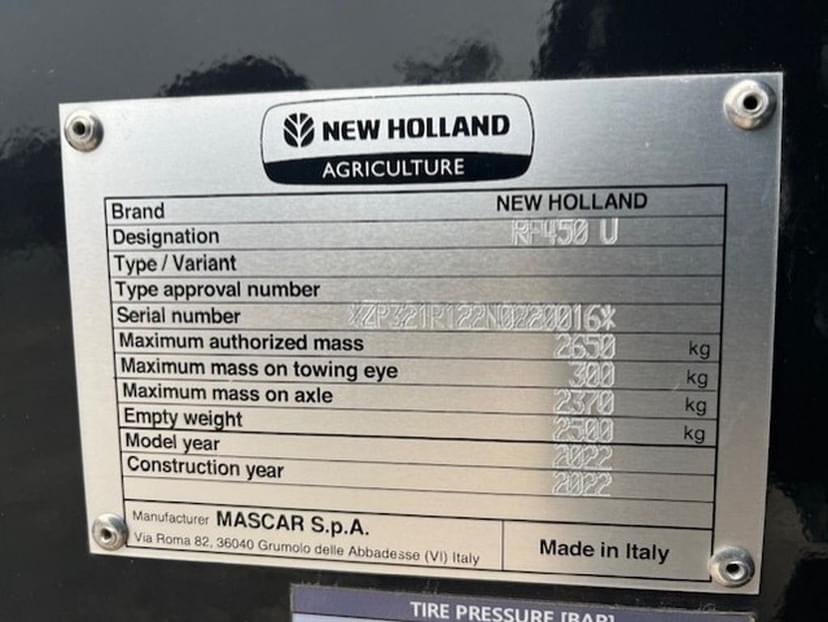 NEW HOLLAND
AGRICULTURE
Brand NEW HOLLAND
Designation RF450 U
Type / Variant
Type approval number
Serial number *ZP321R122N0220016*
Maximum authorized mass 2650 kg
Maximum mass on towing eye 300 kg
Maximum mass on axle 2370 kg
Empty weight 2500 kg
Model year 2022
Construction year 2022
Manufacturer MASCAR S.p.A.
Via Roma 82, 36040 Grumolo delle Abbadesse (VI) Italy
Made in Italy
TIRE PRESSURE [BAR]